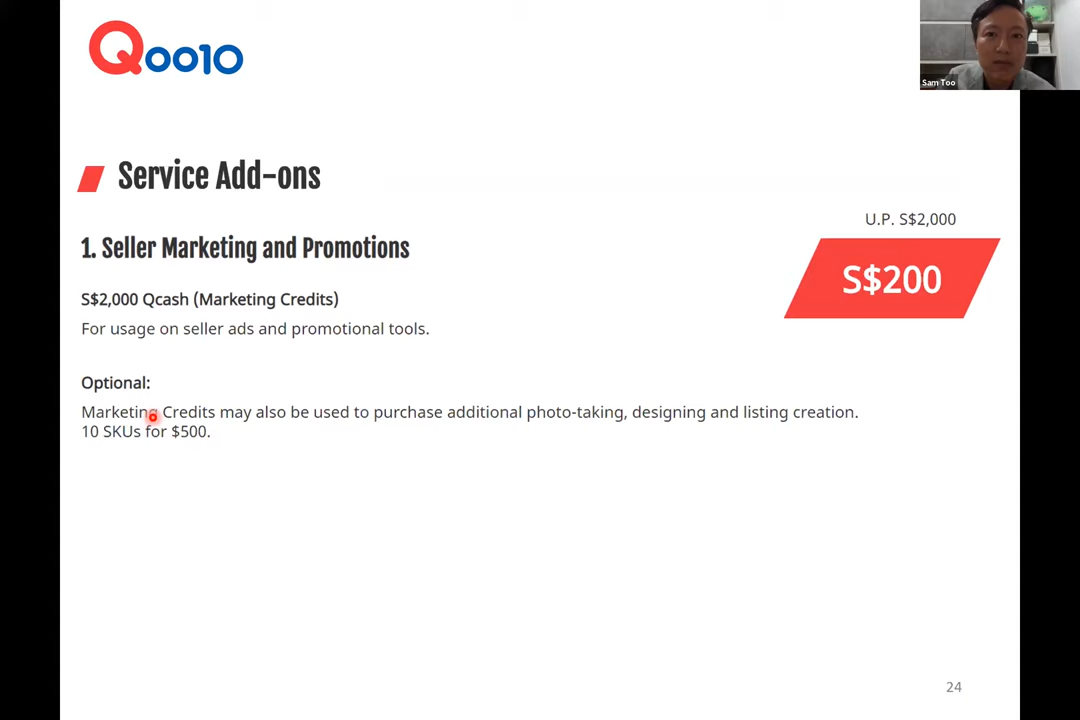 Qoo10
Sam Too
Service Add-ons
U.P. S$2,000
1. Seller Marketing and Promotions
S$200
S$2,000 Qcash (Marketing Credits)
For usage on seller ads and promotional tools.
Optional:
Marketing Credits may also be used to purchase additional photo-taking, designing and listing creation.
10 SKUs for $500.
24